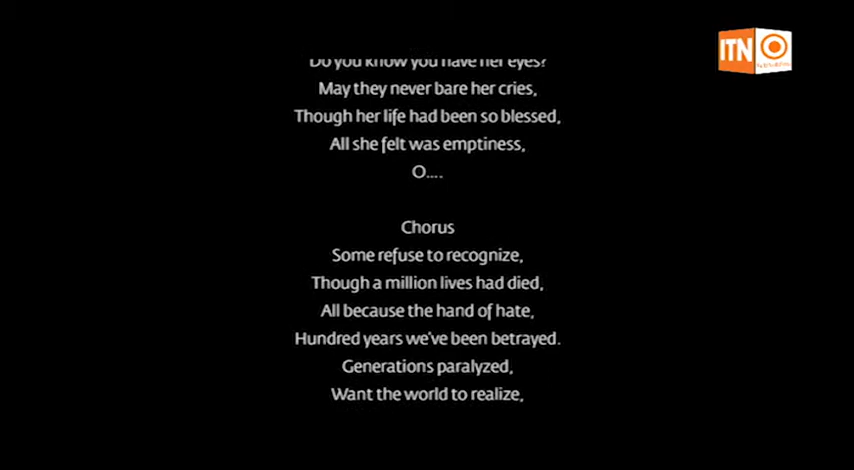 ITN
Do you know you have her eyes?
May they never bare her cries,
Though her life had been so blessed,
All she felt was emptiness,
O....
Chorus
Some refuse to recognize,
Though a million lives had died,
All because the hand of hate,
Hundred years we've been betrayed.
Generations paralyzed,
Want the world to realize,